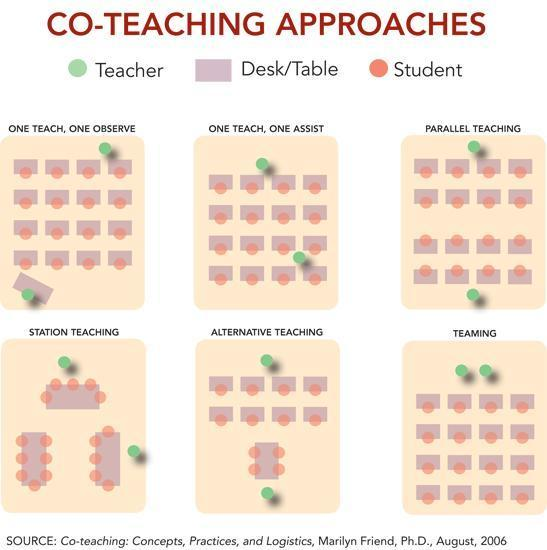 CO-TEACHING APPROACHES
Teacher Desk/Table Student
ONE TEACH, ONE OBSERVE
ONE TEACH, ONE ASSIST
PARALLEL TEACHING
STATION TEACHING
ALTERNATIVE TEACHING
TEAMING
SOURCE: Co-teaching: Concepts, Practices, and Logistics, Marilyn Friend, Ph.D., August, 2006